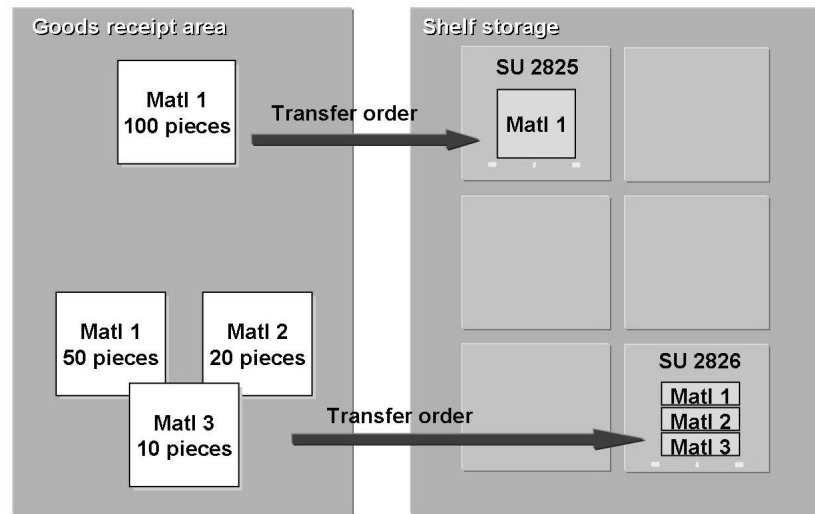 Goods receipt area
Matl 1
100 pieces
Transfer order
Matl 1
50 pieces
Matl 2
20 pieces
Matl 3
10 pieces
Transfer order
Shelf storage
SU 2825
Matl 1
SU 2826
Matl 1
Matl 2
Matl 3